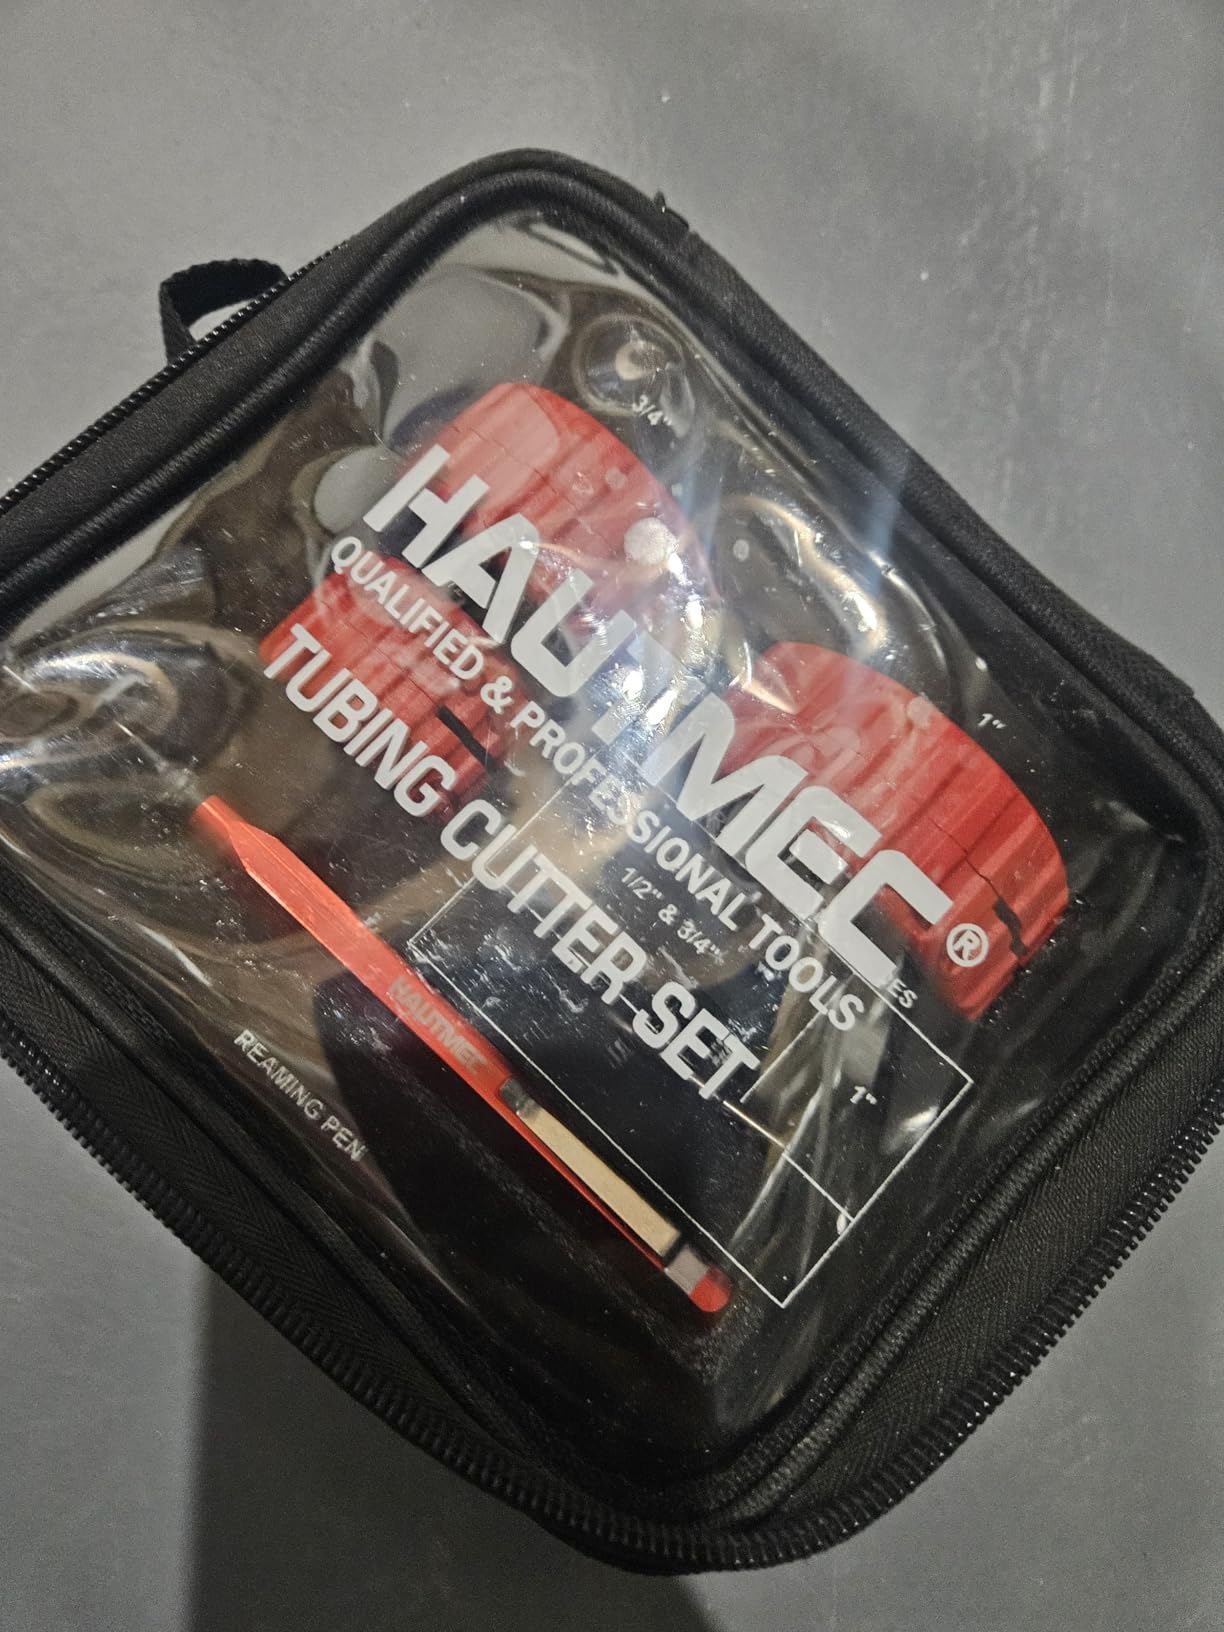 3/4"
HAUTMEC®
QUALIFIED & PROFESSIONAL TOOLS
TUBING CUTTER SET
1"
1/2" & 3/4"
1"
HAUTMEC
REAMING PEN